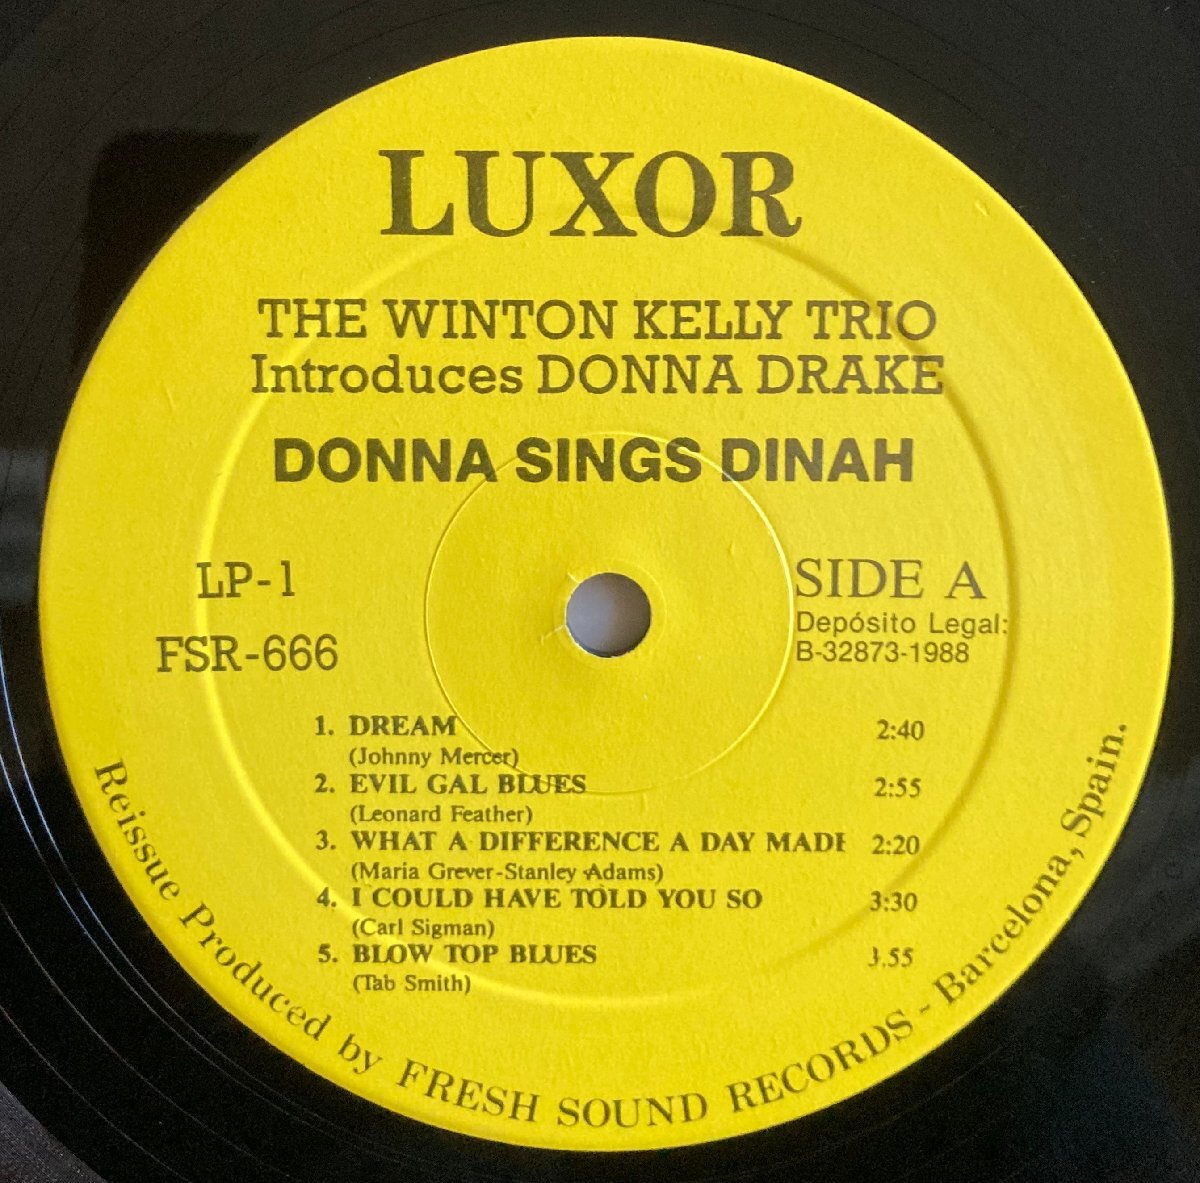 LUXOR
THE WINTON KELLY TRIO
Introduces DONNA DRAKE
DONNA SINGS DINAH
LP-1
FSR-666
SIDE A
Depósito Legal:
B-32873-1988
1. DREAM 2:40
(Johnny Mercer)
2. EVIL GAL BLUES 2:55
(Leonard Feather)
3. WHAT A DIFFERENCE A DAY MADE 2:20
(Maria Grever-Stanley Adams)
4. I COULD HAVE TOLD YOU SO 3:30
(Carl Sigman)
5. BLOW TOP BLUES
(Tab Smith)
Reissue Produced by FRESH SOUND RECORDS - Barcelona, Spain.